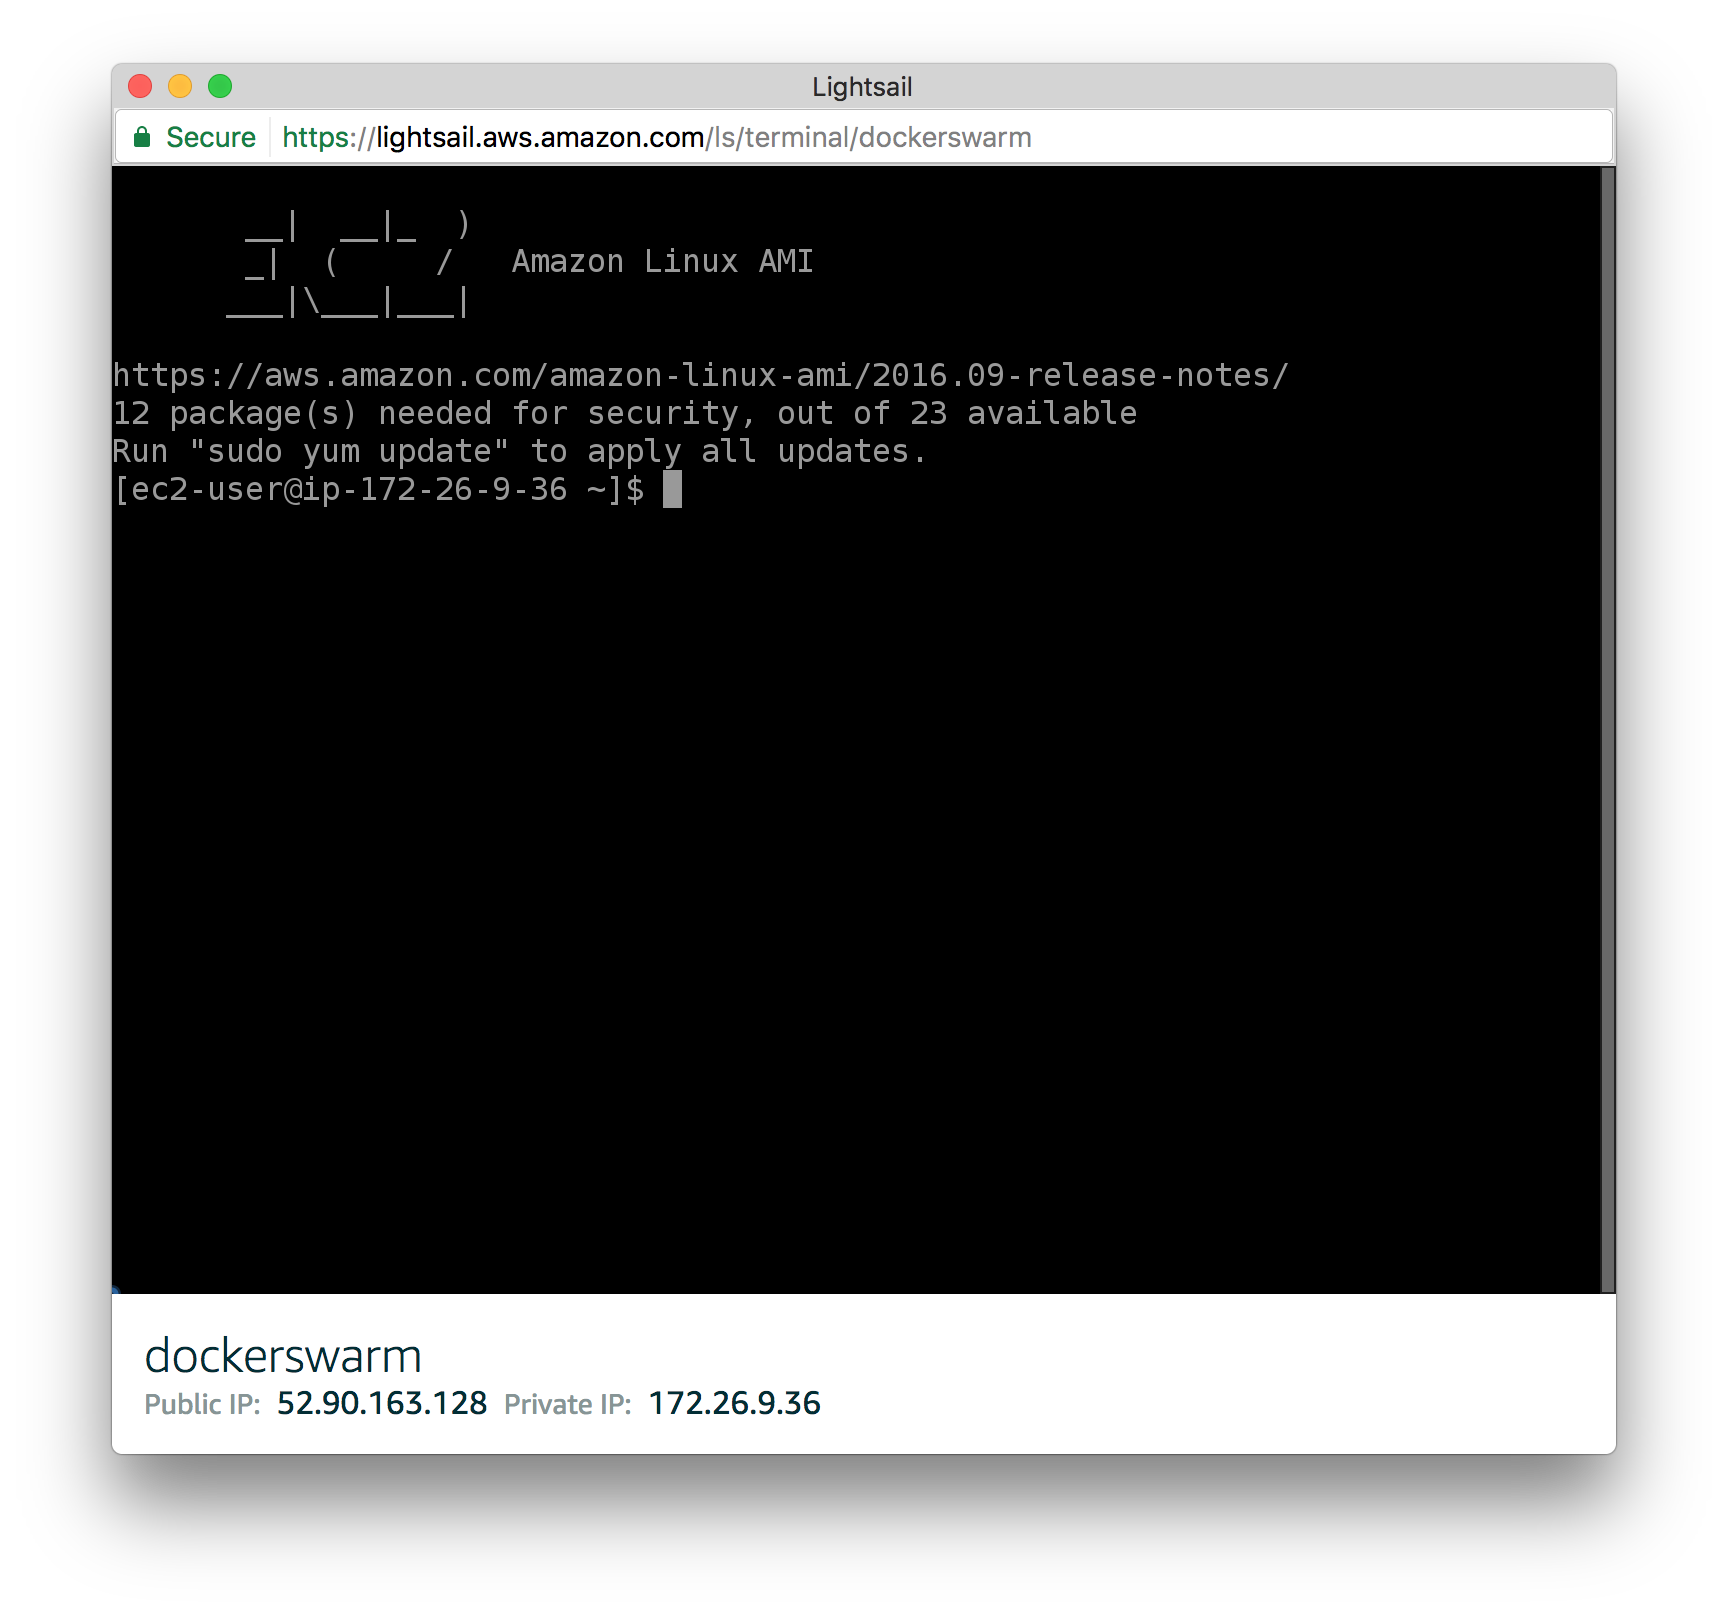 Lightsail
Secure https://lightsail.aws.amazon.com/ls/terminal/dockerswarm
       __|  __|_  )
       _|  (     /   Amazon Linux AMI
      ___|\___|___|
https://aws.amazon.com/amazon-linux-ami/2016.09-release-notes/
12 package(s) needed for security, out of 23 available
Run "sudo yum update" to apply all updates.
[ec2-user@ip-172-26-9-36 ~]$
dockerswarm
Public IP: 52.90.163.128 Private IP: 172.26.9.36